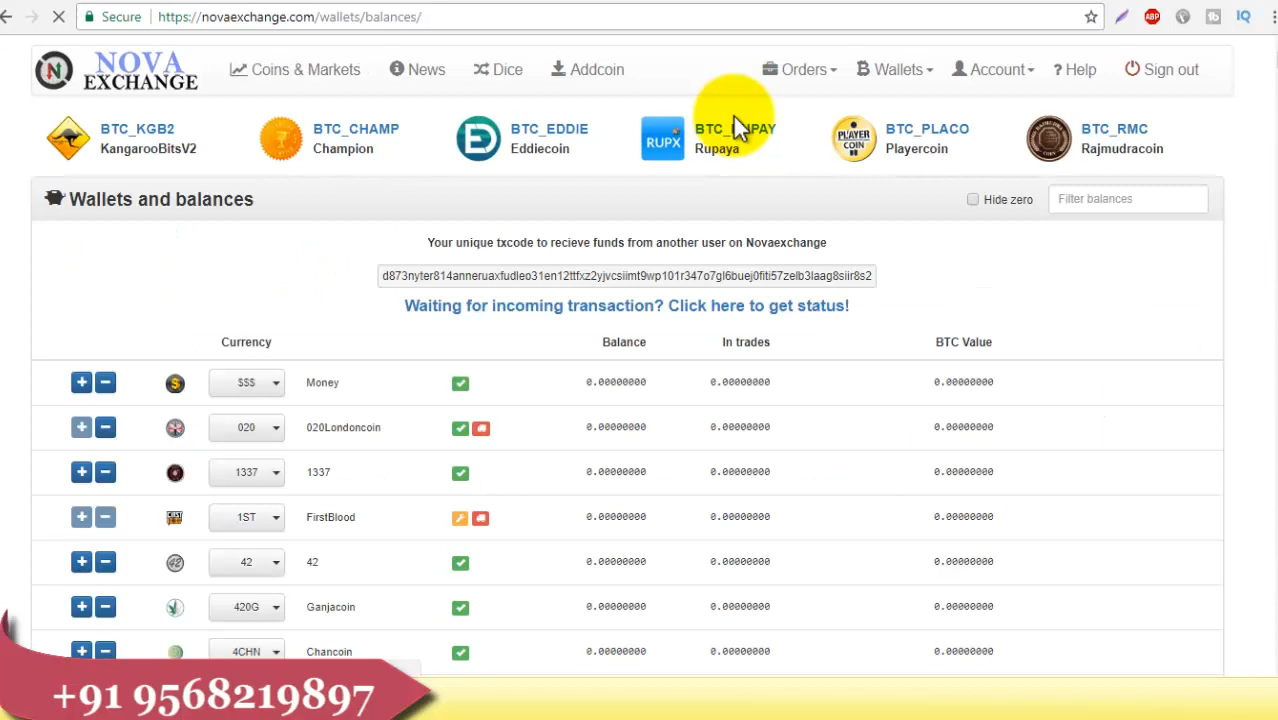 Secure https://novaexchange.com/wallets/balances/
ABP
IQ
NOVA
EXCHANGE
Coins & Markets News Dice Addcoin Orders Wallets Account ? Help Sign out
BTC_KGB2 BTC_CHAMP BTC_EDDIE BTC_ PLACO BTC_RMC
KangarooBitsV2 Champion Eddiecoin RUPX Rupaya PLAYER COIN Playercoin Rajmudracoin
Wallets and balances Hide zero Filter balances
Your unique txcode to recieve funds from another user on Novaexchange
d873nyter814anneruaxfudleo31en12ttfxz2yjvcsiimt9wp101r347o7gl6buej0fiti57zelb3laag8siir8s2
Waiting for incoming transaction? Click here to get status!
Currency Balance In trades BTC Value
$$$ Money 0.00000000 0.00000000 0.00000000
020 020Londoncoin 0.00000000 0.00000000 0.00000000
1337 1337 0.00000000 0.00000000 0.00000000
1ST FirstBlood 0.00000000 0.00000000 0.00000000
42 42 0.00000000 0.00000000 0.00000000
420G Ganjacoin 0.00000000 0.00000000 0.00000000
4CHN Chancoin 0.00000000 0.00000000 0.00000000
+91 9568219897